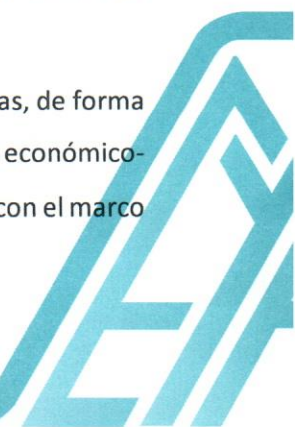 as, de forma
económico-
con el marco